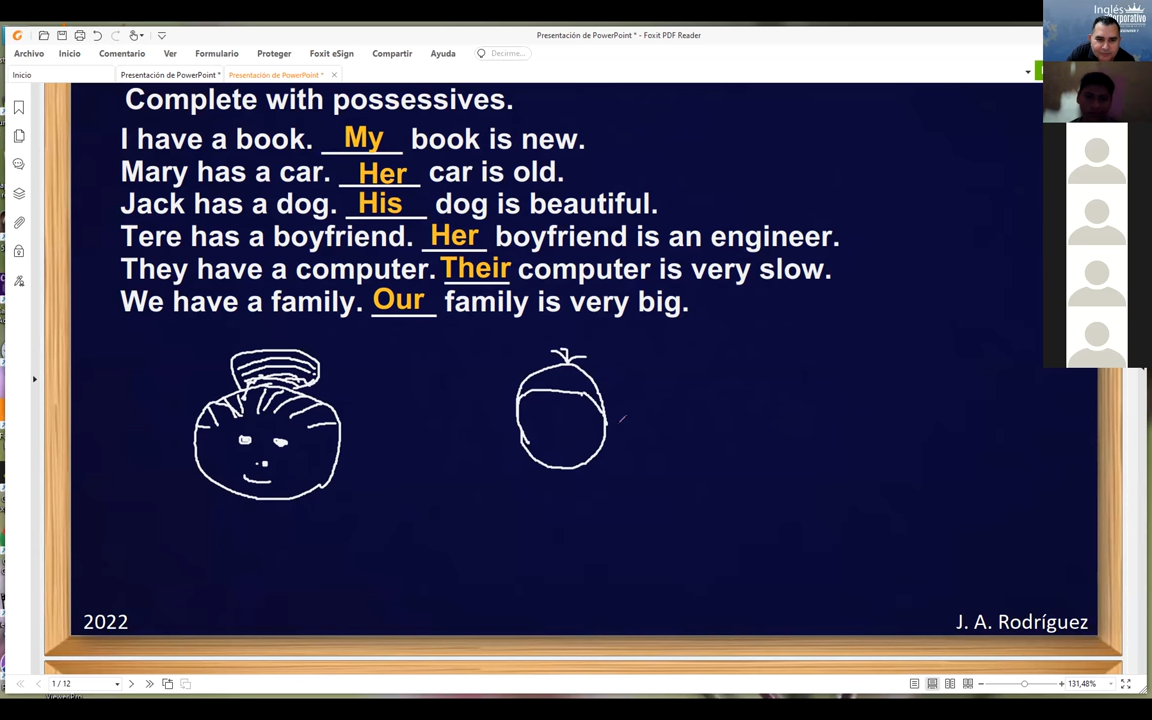 Presentación de PowerPoint * - Foxit PDF Reader
Archivo Inicio Comentario Ver Formulario Proteger Foxit eSign Compartir Ayuda Decirme...
Inicio Presentación de PowerPoint * Presentación de PowerPoint *
Inglés
Complete with possessives.
I have a book. My book is new.
Mary has a car. Her car is old.
Jack has a dog. His dog is beautiful.
Tere has a boyfriend. Her boyfriend is an engineer.
They have a computer. Their computer is very slow.
We have a family. Our family is very big.
2022
J. A. Rodríguez
1 / 12
131,48%